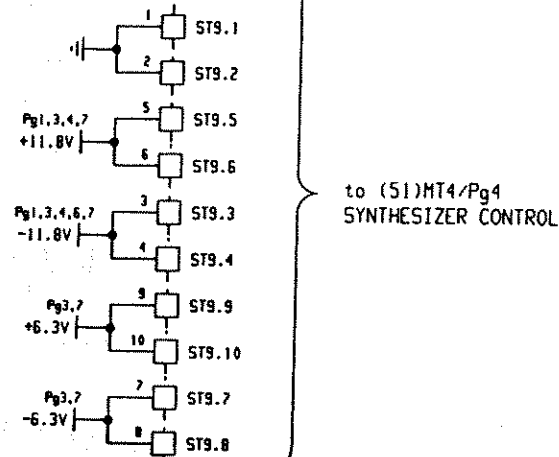 1 ST9.1
2 ST9.2
Pg1,3,4,7
+11.8V
5 ST9.5
6 ST9.6
Pg1,3,4,6,7
-11.8V
3 ST9.3
4 ST9.4
Pg3,7
+6.3V
9 ST9.9
10 ST9.10
Pg3,7
-6.3V
7 ST9.7
8 ST9.8
to (51)MT4/Pg4
SYNTHESIZER CONTROL